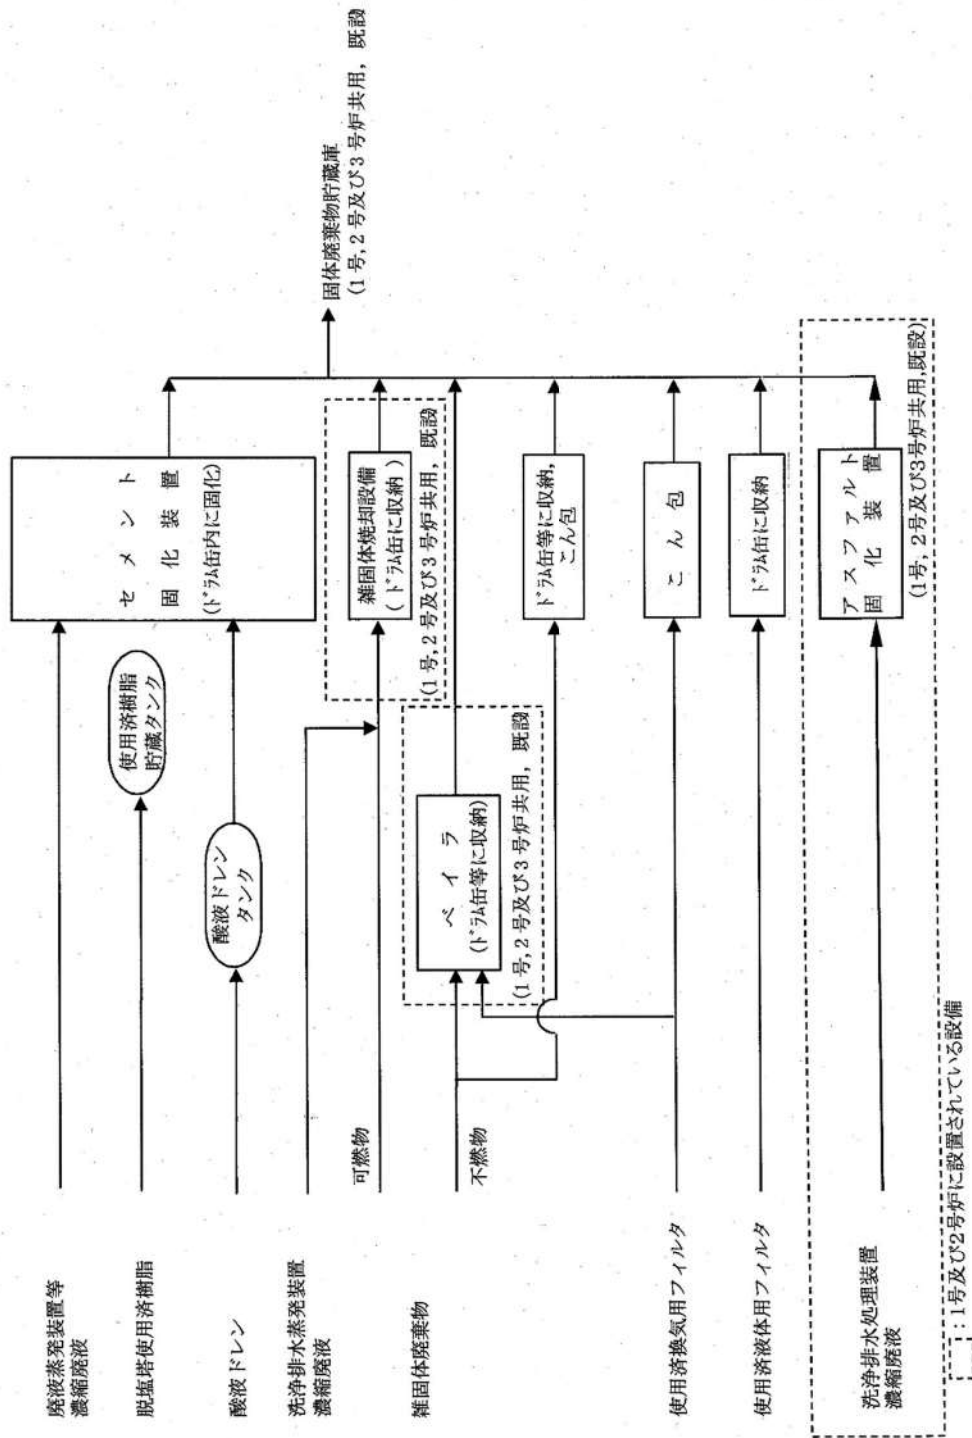 廃液蒸発装置等
濃縮廃液
脱塩塔使用済樹脂
酸液ドレン
洗浄排水蒸発装置
濃縮廃液
雑固体廃棄物
可燃物
不燃物
使用済換気用フィルタ
使用済液体用フィルタ
洗浄排水処理装置
濃縮廃液
使用済樹脂
貯蔵タンク
酸液ドレン
タンク
ベイラ
(ドラム缶等に収納)
(1号,2号及び3号炉共用, 既設)
セメント
固化装置
(ドラム缶内に固化)
雑固体焼却設備
(ドラム缶に収納)
(1号,2号及び3号炉共用, 既設)
ドラム缶等に収納,
こん包
こん包
ドラム缶に収納
アスファルト
固化装置
(1号, 2号及び3号炉共用,既設)
固体廃棄物貯蔵庫
(1号,2号及び3号炉共用, 既設)
:1号及び2号炉に設置されている設備